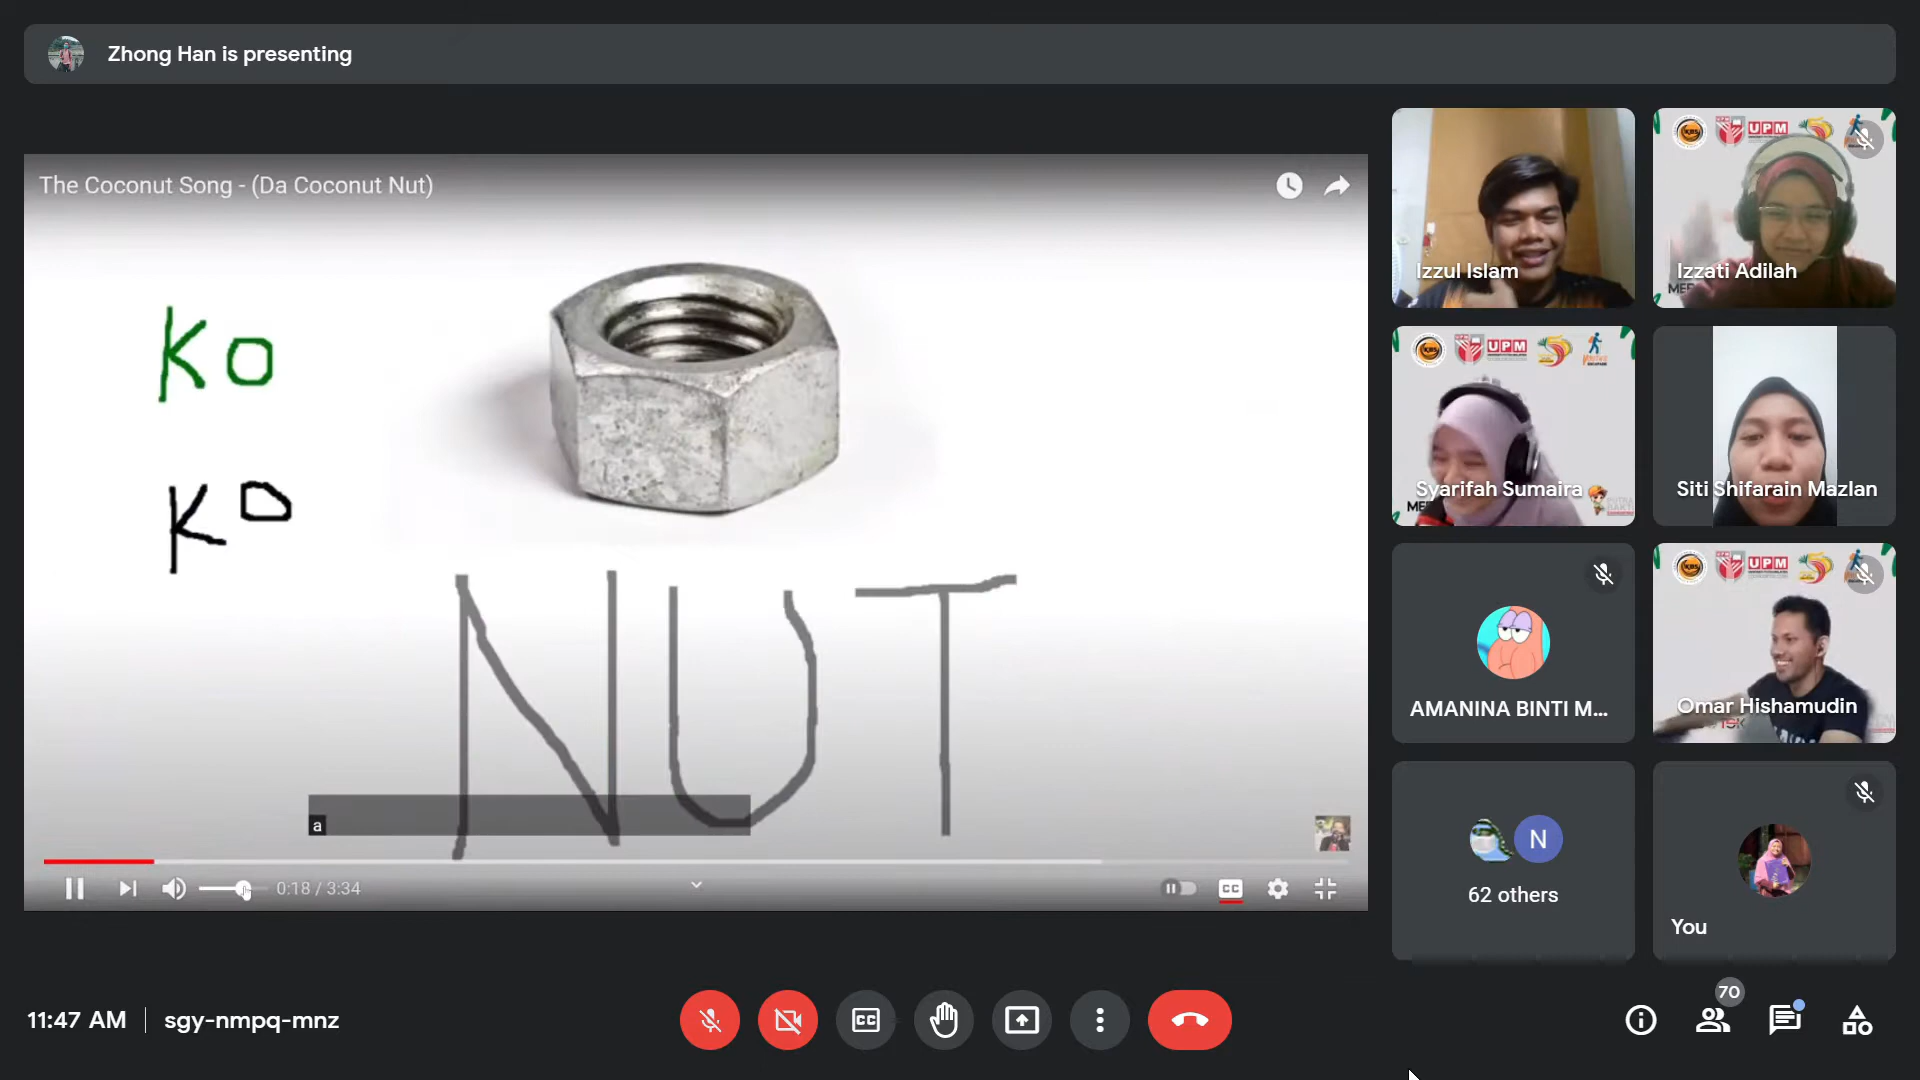 Zhong Han is presenting
The Coconut Song - (Da Coconut Nut)
KO
KO
NUT
a
0:18 / 3:34
CC
UPM
Izzul Islam
Izzati Adilah
UPM
Syarifah Sumaira
Siti Shifarain Mazlan
AMANINA BINTI M...
UPM
Omar Hishamudin
N
62 others
You
11:47 AM
sgy-nmpq-mnz
CC
70